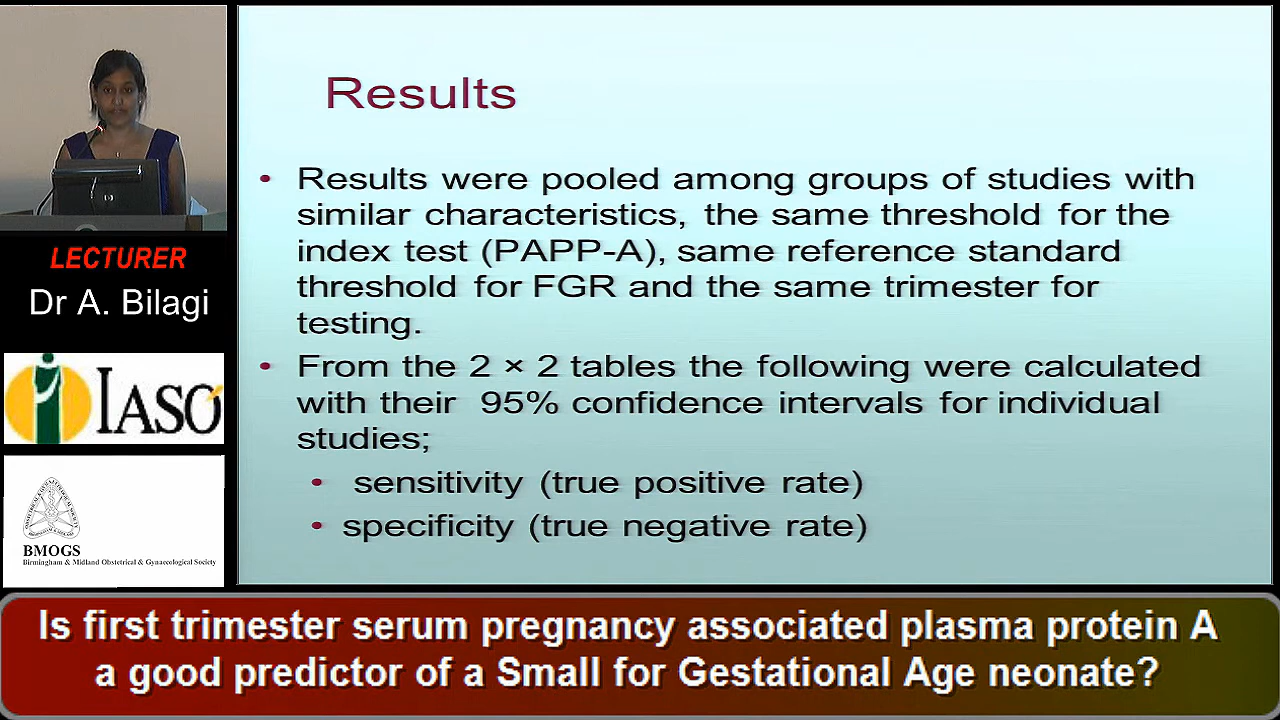 Results
• Results were pooled among groups of studies with
similar characteristics, the same threshold for the
index test (PAPP-A), same reference standard
threshold for FGR and the same trimester for
testing.
• From the 2 × 2 tables the following were calculated
with their 95% confidence intervals for individual
studies;
• sensitivity (true positive rate)
• specificity (true negative rate)
LECTURER
Dr A. Bilagi
IASO
BMOGS
Birmingham & Midland Obstetrical & Gynaecological Society
Is first trimester serum pregnancy associated plasma protein A
a good predictor of a Small for Gestational Age neonate?